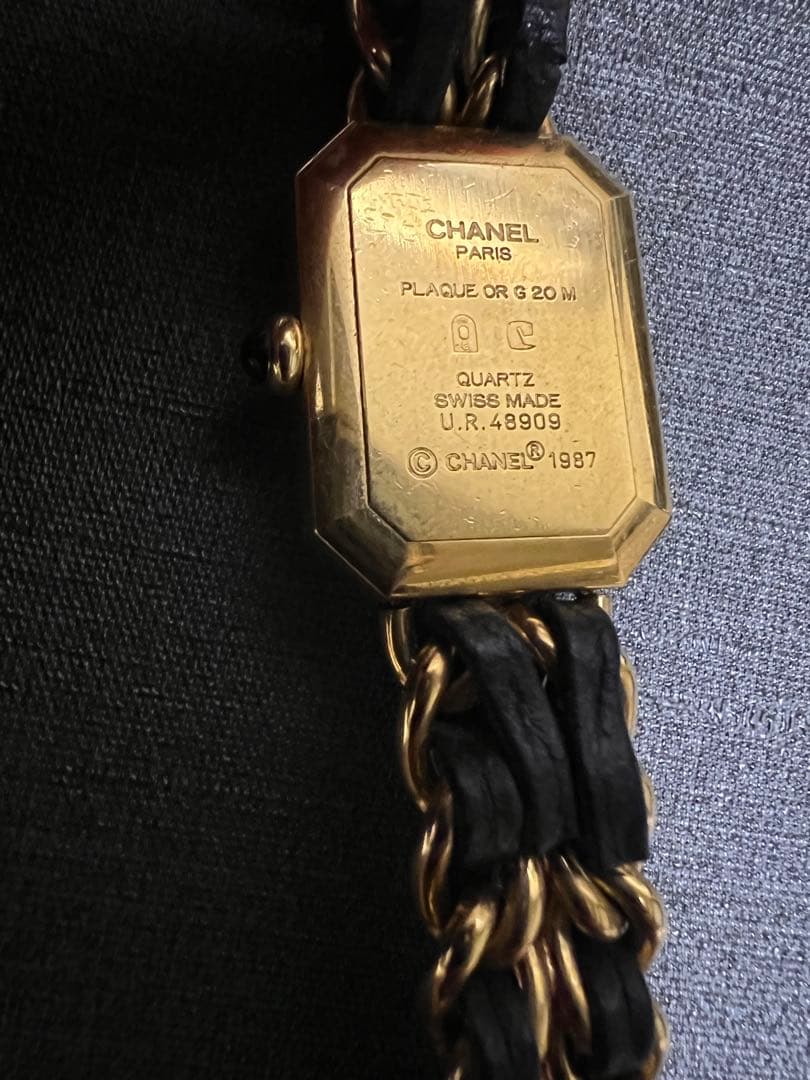 CHANEL
PARIS
PLAQUE OR G 20 M
QUARTZ
SWISS MADE
U.R. 48909
© CHANEL® 1987